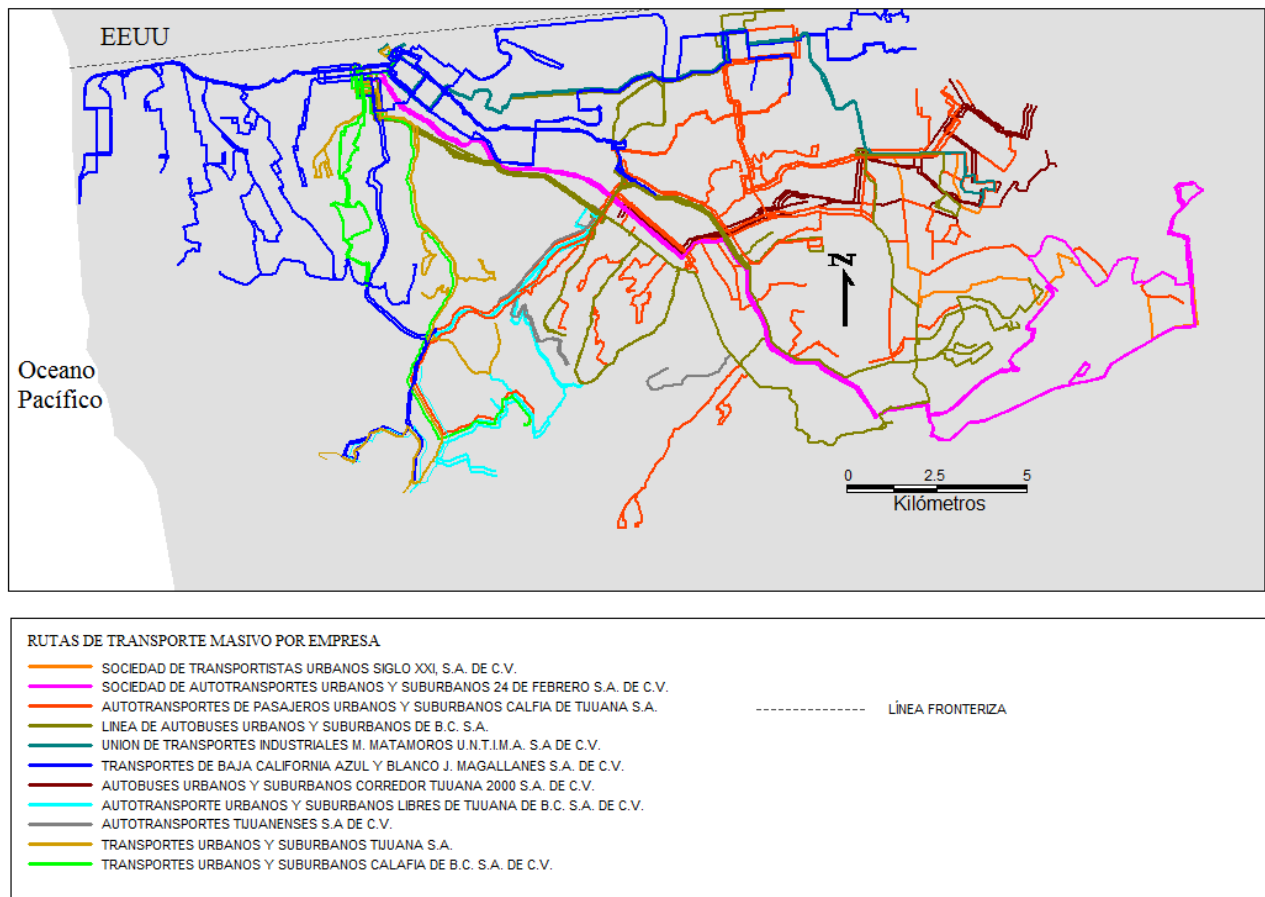 EEUU
N
Oceano
Pacífico
0 2.5 5
Kilómetros
RUTAS DE TRANSPORTE MASIVO POR EMPRESA
SOCIEDAD DE TRANSPORTISTAS URBANOS SIGLO XXI, S.A. DE C.V.
SOCIEDAD DE AUTOTRANSPORTES URBANOS Y SUBURBANOS 24 DE FEBRERO S.A. DE C.V.
AUTOTRANSPORTES DE PASAJEROS URBANOS Y SUBURBANOS CALFIA DE TIJUANA S.A.
LINEA DE AUTOBUSES URBANOS Y SUBURBANOS DE B.C. S.A.
UNION DE TRANSPORTES INDUSTRIALES M. MATAMOROS U.N.T.I.M.A. S.A DE C.V.
TRANSPORTES DE BAJA CALIFORNIA AZUL Y BLANCO J. MAGALLANES S.A. DE C.V.
AUTOBUSES URBANOS Y SUBURBANOS CORREDOR TIJUANA 2000 S.A. DE C.V.
AUTOTRANSPORTE URBANOS Y SUBURBANOS LIBRES DE TIJUANA DE B.C. S.A. DE C.V.
AUTOTRANSPORTES TIJUANENSES S.A DE C.V.
TRANSPORTES URBANOS Y SUBURBANOS TIJUANA S.A.
TRANSPORTES URBANOS Y SUBURBANOS CALAFIA DE B.C. S.A. DE C.V.
LÍNEA FRONTERIZA